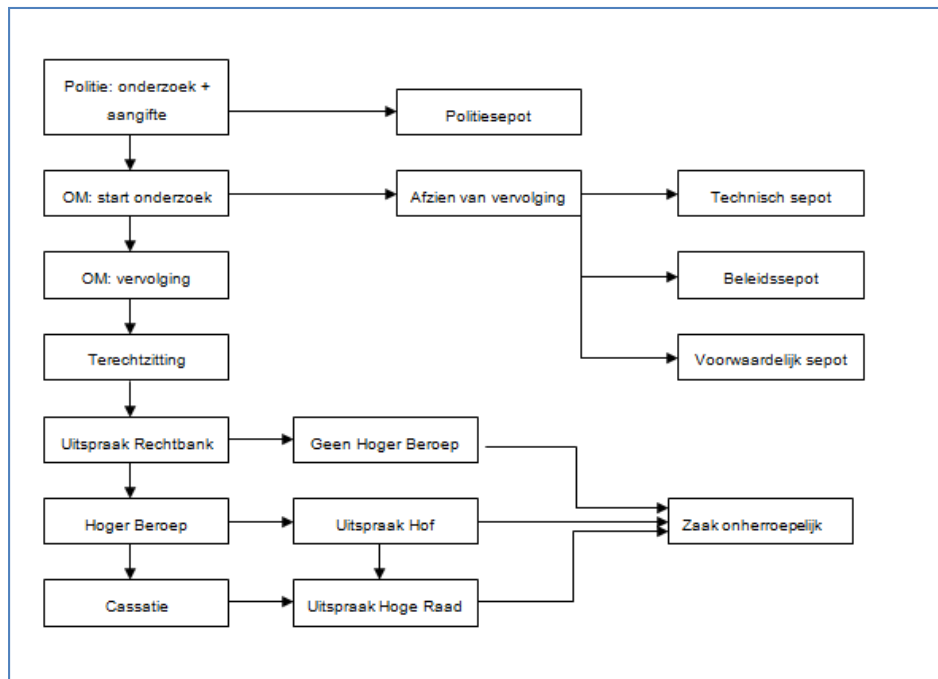 Politie: onderzoek +
aangifte
Politiesepot
OM: start onderzoek
Afzien van vervolging
Technisch sepot
OM: vervolging
Beleidssepot
Terechtzitting
Voorwaardelijk sepot
Uitspraak Rechtbank
Geen Hoger Beroep
Hoger Beroep
Uitspraak Hof
Zaak onherroepelijk
Cassatie
Uitspraak Hoge Raad